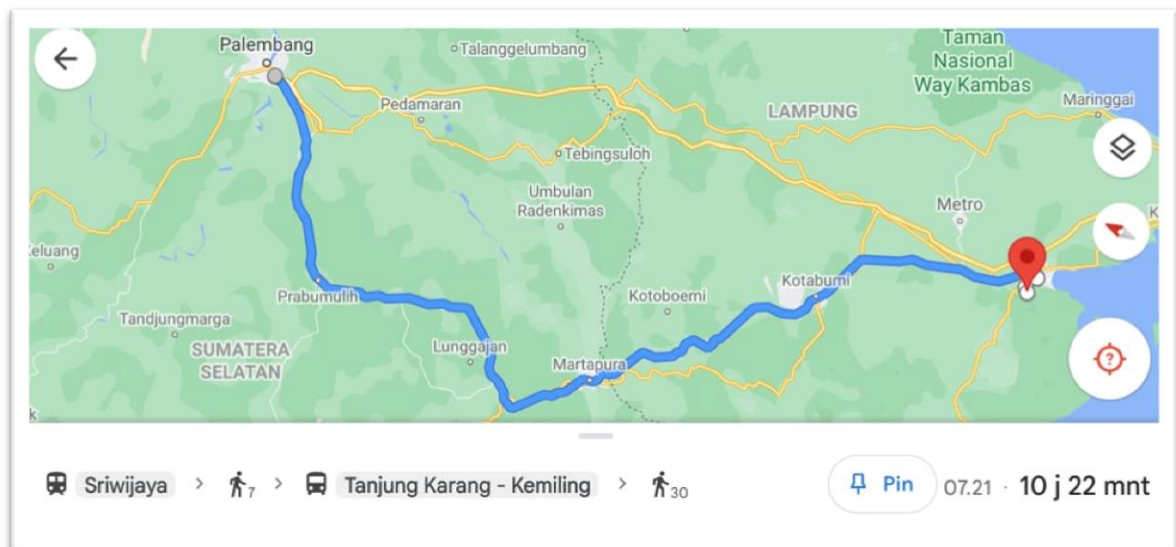 Palembang
Talanggelumbang
Taman
Nasional
Way Kambas
Pedamaran
LAMPUNG
Maringgai
Tebingsuloh
Umbulan
Radenkimas
Metro
K
eluang
Prabumulih
Kotoboemi
Kotabumi
Tandjungmarga
SUMATERA
SELATAN
Lunggajan
Martapura
k
?
Sriwijaya > 7 > Tanjung Karang - Kemiling > 30 Pin 07.21 · 10 j 22 mnt